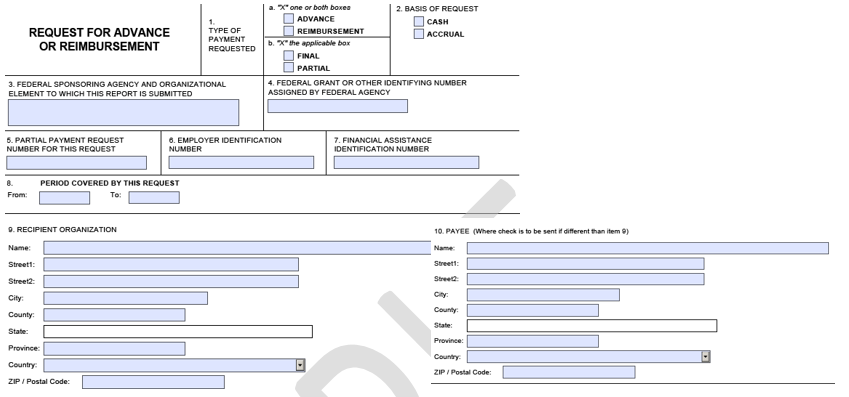 REQUEST FOR ADVANCE
OR REIMBURSEMENT
1.
TYPE OF
PAYMENT
REQUESTED
a. "X" one or both boxes
ADVANCE
REIMBURSEMENT
b. "X" the applicable box
FINAL
PARTIAL
2. BASIS OF REQUEST
CASH
ACCRUAL
3. FEDERAL SPONSORING AGENCY AND ORGANIZATIONAL
ELEMENT TO WHICH THIS REPORT IS SUBMITTED
4. FEDERAL GRANT OR OTHER IDENTIFYING NUMBER
ASSIGNED BY FEDERAL AGENCY
5. PARTIAL PAYMENT REQUEST
NUMBER FOR THIS REQUEST
6. EMPLOYER IDENTIFICATION
NUMBER
7. FINANCIAL ASSISTANCE
IDENTIFICATION NUMBER
8. PERIOD COVERED BY THIS REQUEST
From: To:
9. RECIPIENT ORGANIZATION
Name:
Street1:
Street2:
City:
County:
State:
Province:
Country:
ZIP / Postal Code:
10. PAYEE (Where check is to be sent if different than item 9)
Name:
Street1:
Street2:
City:
County:
State:
Province:
Country:
ZIP / Postal Code: